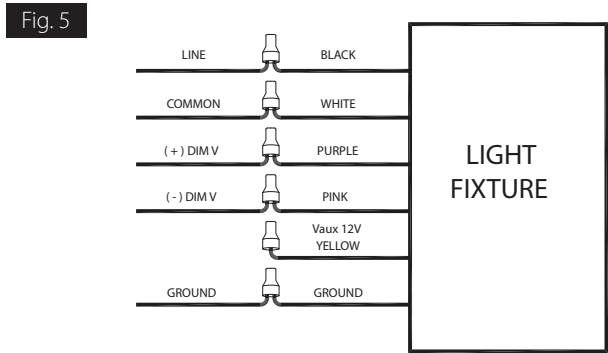 Fig. 5
LINE BLACK
COMMON WHITE
( + ) DIM V PURPLE
( - ) DIM V PINK
Vaux 12V
YELLOW
GROUND GROUND
LIGHT
FIXTURE